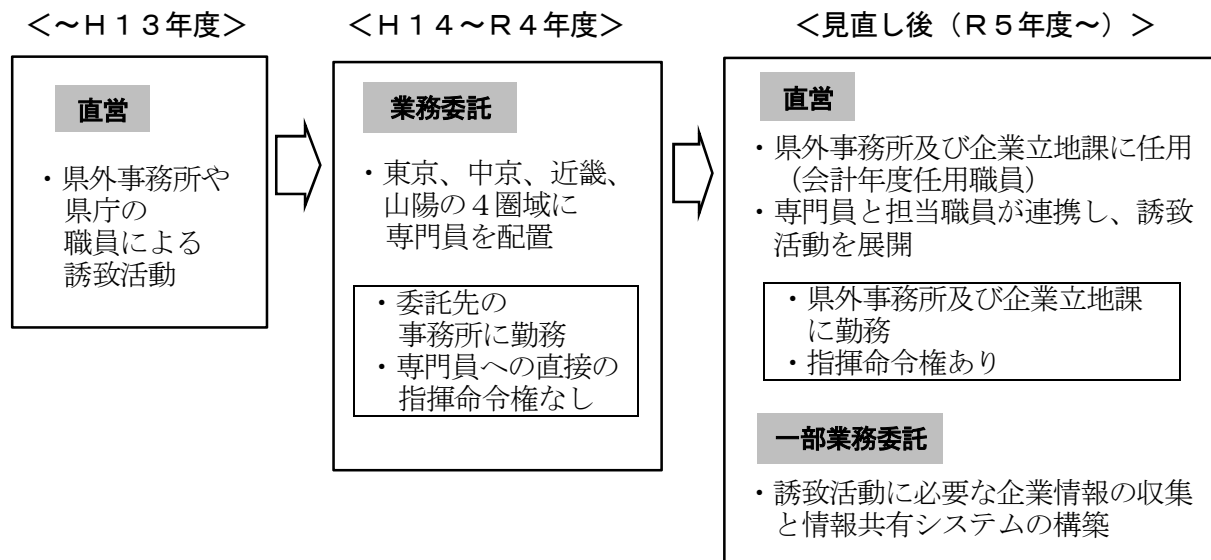 ＜～Ｈ１３年度＞
直営
・県外事務所や
県庁の
職員による
誘致活動
＜Ｈ１４～Ｒ４年度＞
業務委託
・東京、中京、近畿、
山陽の４圏域に
専門員を配置
・委託先の
事務所に勤務
・専門員への直接の
指揮命令権なし
＜見直し後（Ｒ５年度～）＞
直営
・県外事務所及び企業立地課に任用
（会計年度任用職員）
・専門員と担当職員が連携し、誘致
活動を展開
・県外事務所及び企業立地課
に勤務
・指揮命令権あり
一部業務委託
・誘致活動に必要な企業情報の収集
と情報共有システムの構築